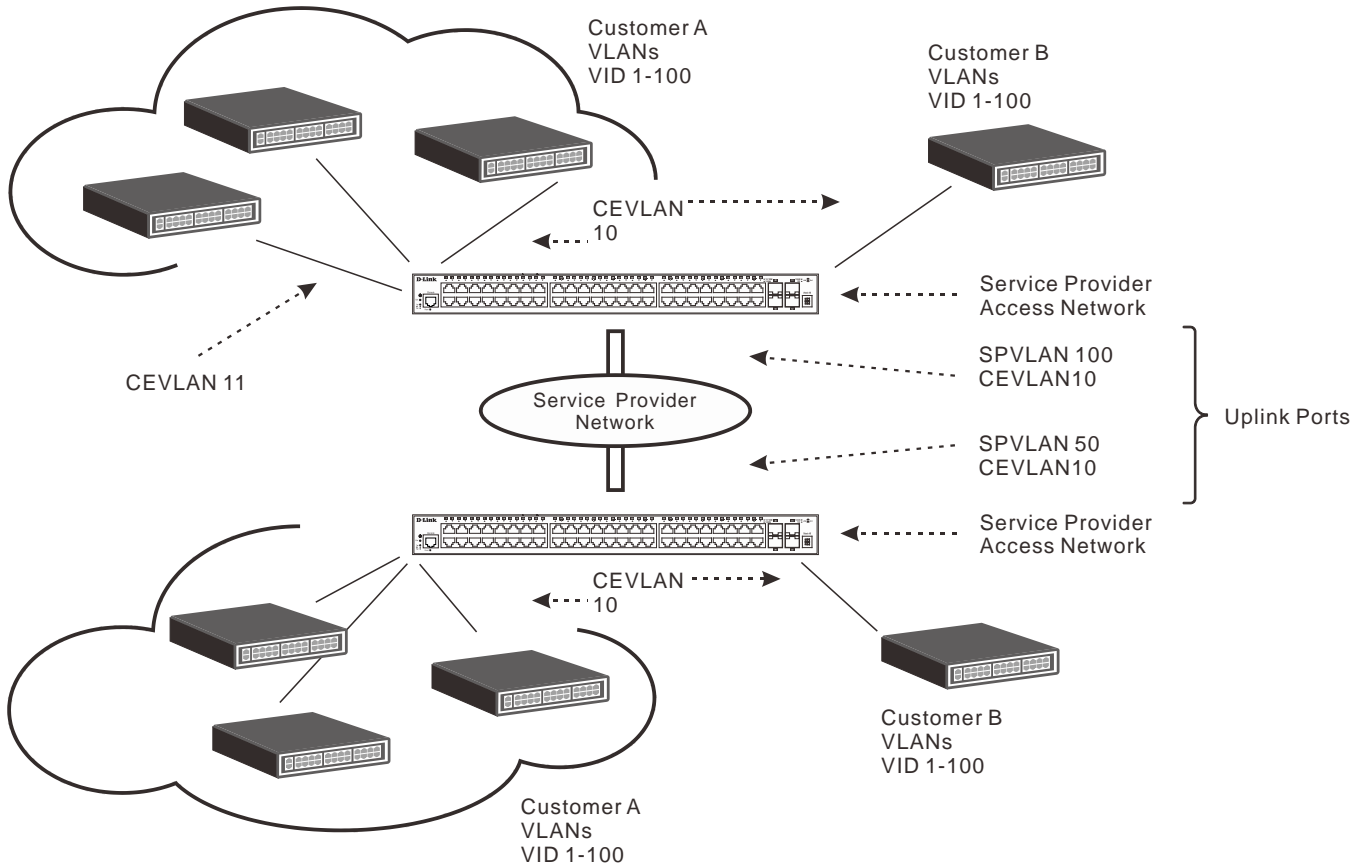 Customer A
VLANs
VID 1-100
Customer B
VLANs
VID 1-100
CEVLAN
10
D-Link
Service Provider
Access Network
CEVLAN 11
SPVLAN 100
CEVLAN10
Service Provider
Network
Uplink Ports
SPVLAN 50
CEVLAN10
D-Link
Service Provider
Access Network
CEVLAN
10
Customer B
VLANs
VID 1-100
Customer A
VLANs
VID 1-100